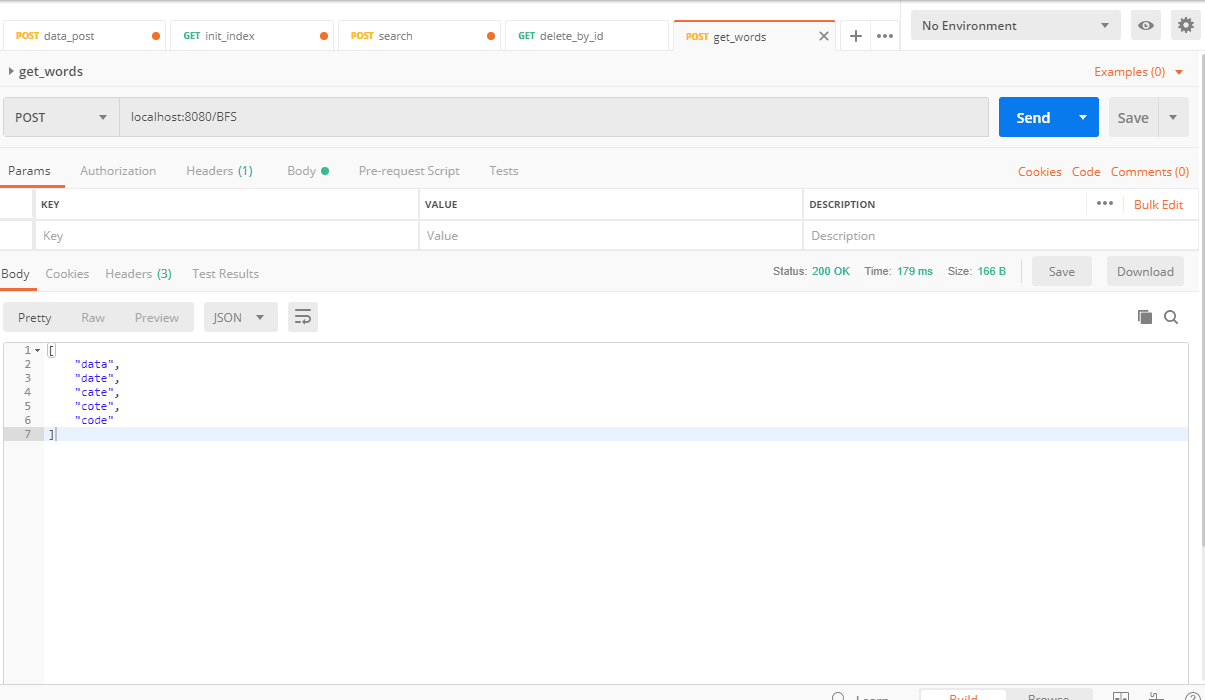 POST data_post GET init_index POST search GET delete_by_id POST get_words No Environment
get_words Examples (0)
POST localhost:8080/BFS Send Save
Params Authorization Headers (1) Body Pre-request Script Tests Cookies Code Comments (0)
KEY VALUE DESCRIPTION Bulk Edit
Key Value Description
Body Cookies Headers (3) Test Results Status: 200 OK Time: 179 ms Size: 166 B Save Download
Pretty Raw Preview JSON
1 [
2 "data",
3 "date",
4 "cate",
5 "cote",
6 "code"
7 ]
Learn Build Browse